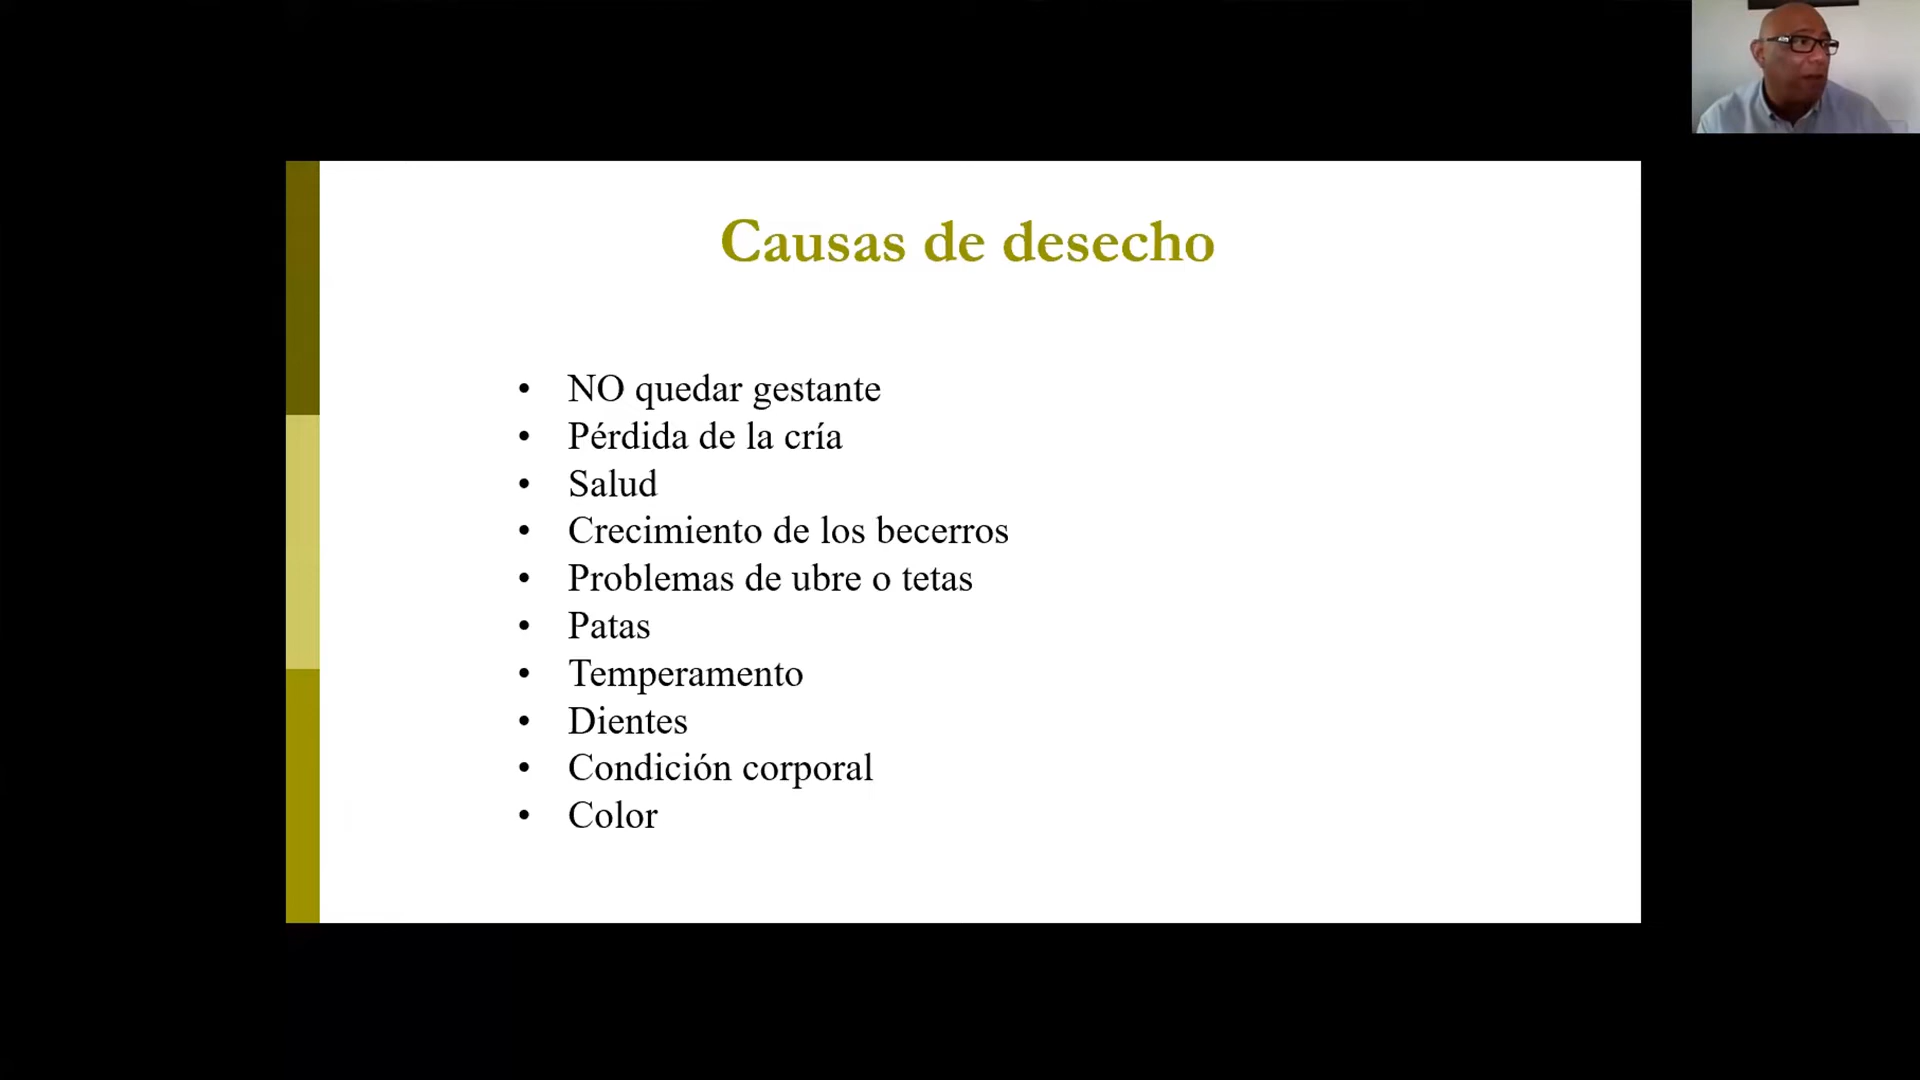 Causas de desecho
• NO quedar gestante
• Pérdida de la cría
• Salud
• Crecimiento de los becerros
• Problemas de ubre o tetas
• Patas
• Temperamento
• Dientes
• Condición corporal
• Color